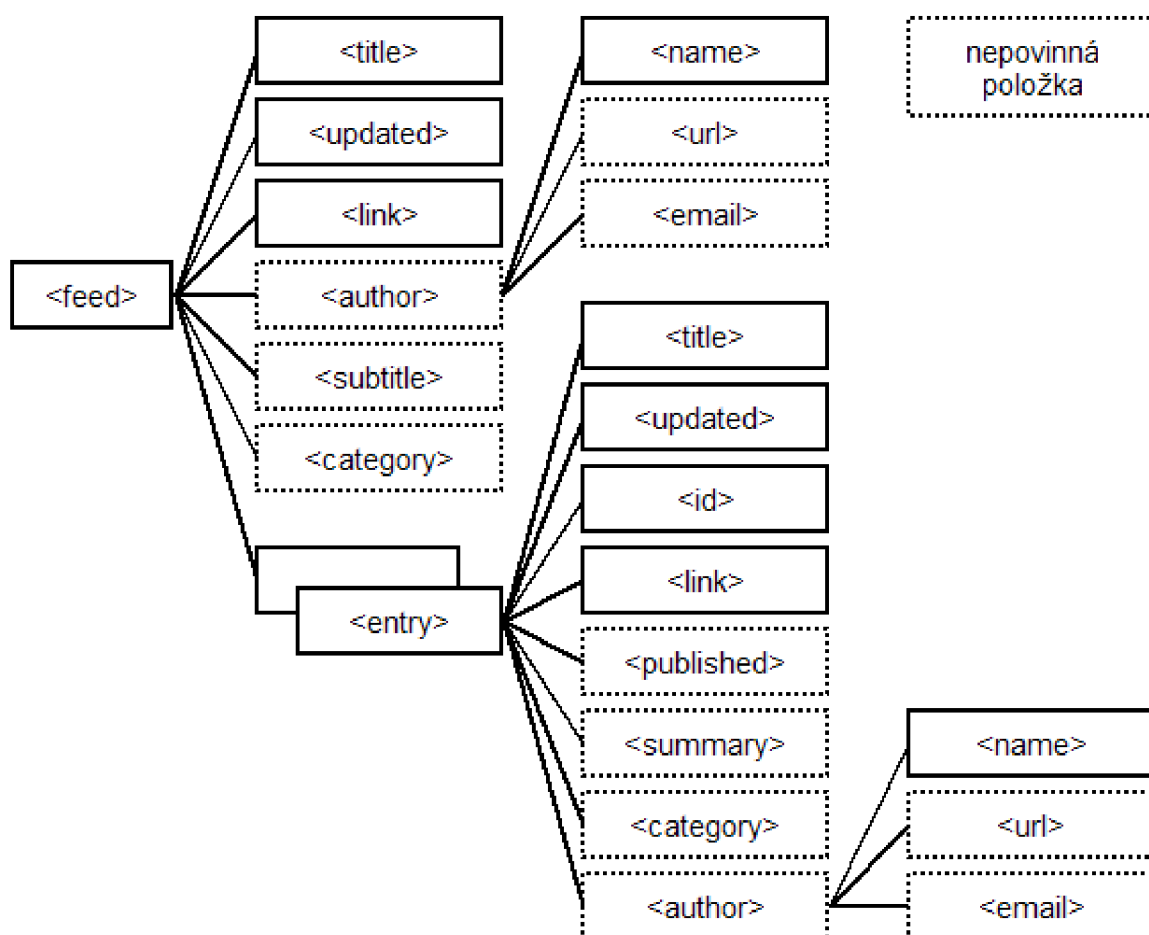 <title>
<name>
nepovinná
položka
<updated>
<url>
<link>
<email>
<feed>
<author>
<title>
<subtitle>
<updated>
<category>
<id>
<link>
<entry>
<published>
<summary>
<name>
<category>
<url>
<author>
<email>